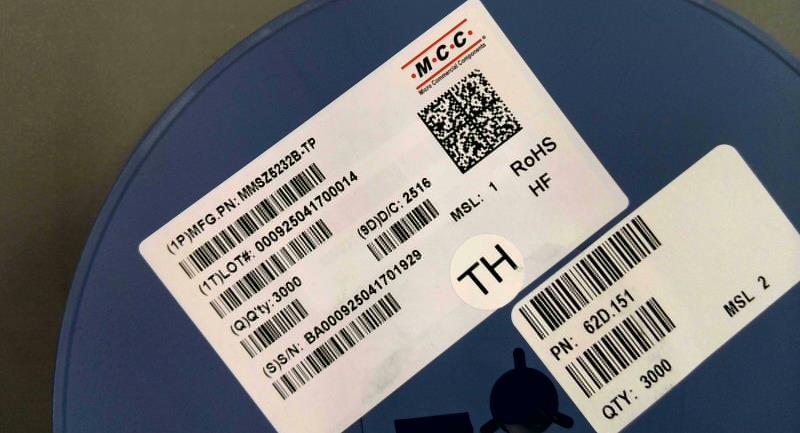 M·C·C·®
Micro Commercial Components
(1P)MFG.PN: MMSZ5232B-TP
(1T)LOT#: 000925041700014
(Q)Q'ty: 3000
(9D)D/C: 2516
MSL: 1
RoHS
HF
(S)S/N: BA000925041701929
TH
PN: 62D.151
QTY: 3000
MSL 2